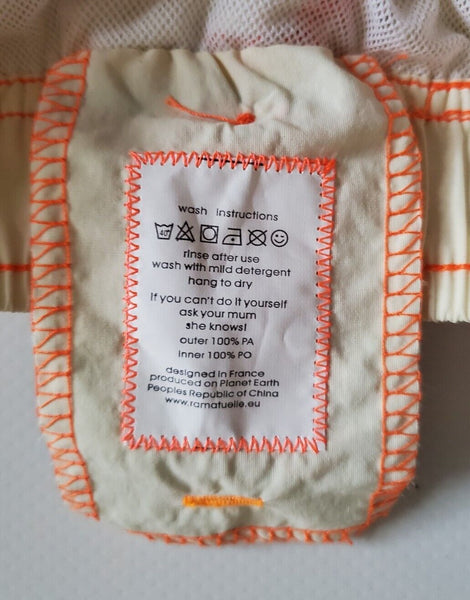 wash instructions
40°
rinse after use
wash with mild detergent
hang to dry
If you can't do it yourself
ask your mum
she knows!
outer 100% PA
inner 100% PO
designed in France
produced on Planet Earth
Peoples Republic of China
www.ramatuelle.eu